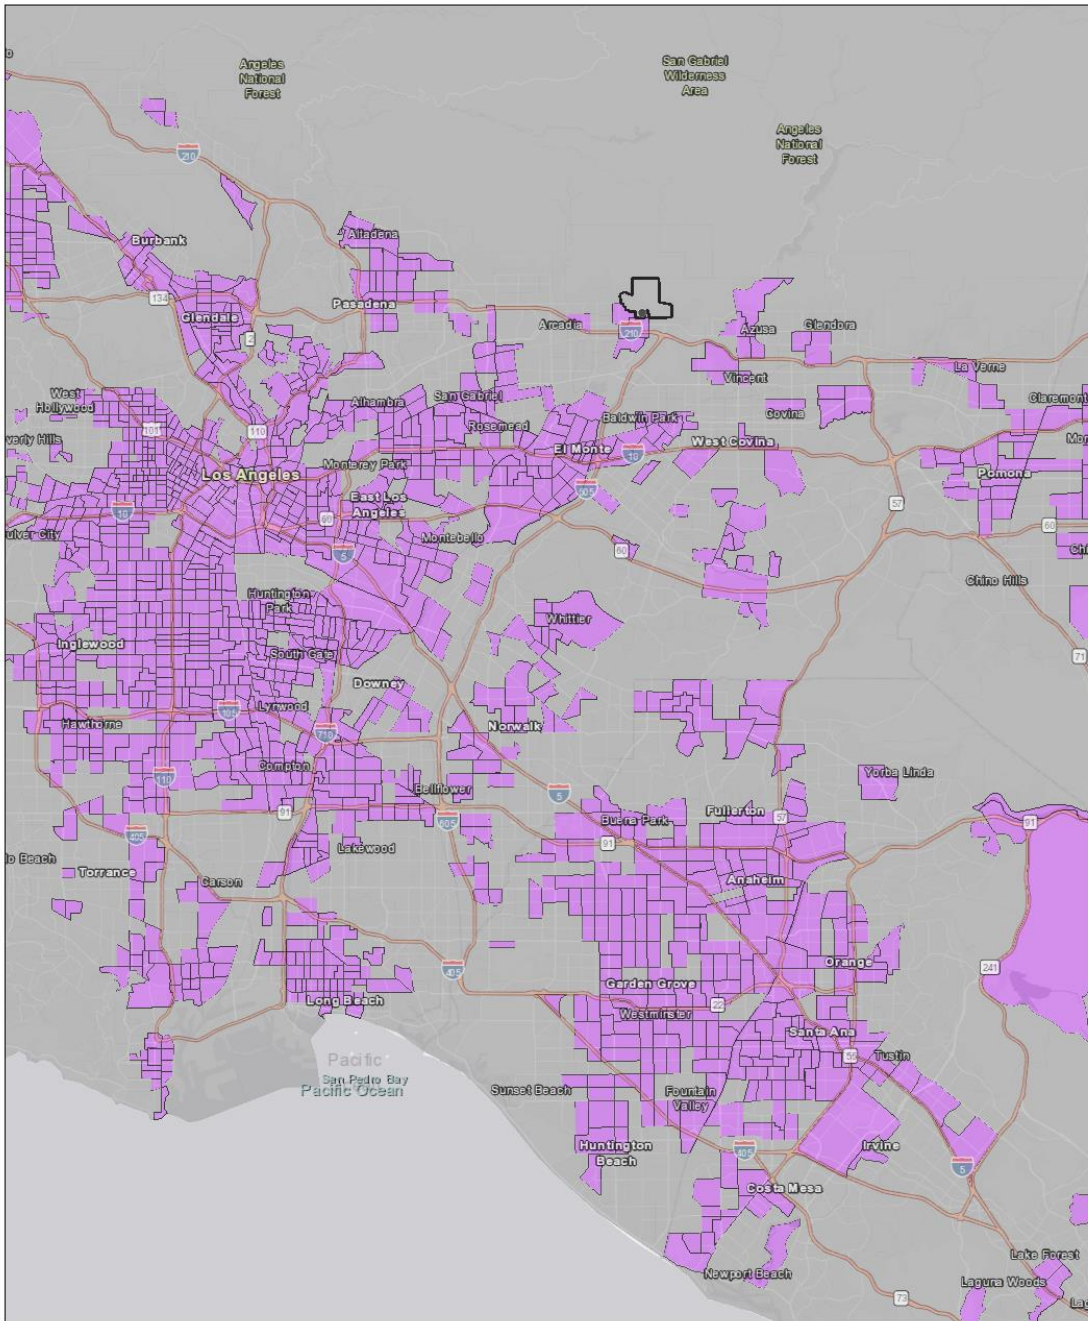 Angeles
National
Forest
San Gabriel
Wilderness
Area
Angeles
National
Forest
210
Altadena
Burbank
134
Pasadena
Glendale
Arcadia
210
Azusa
Glendora
2
Vincent
La Verne
West
Hollywood
Alhambra
San Gabriel
Claremont
Covina
Baldwin Park
Rosemead
101
110
verly Hills
El Monte
West Covina
10
Monterey Park
Los Angeles
Pomona
East Los
Angeles
605
57
10
60
60
ulver City
Montebello
5
60
Chino Hills
Huntington
Park
Whittier
Inglewood
South Gate
71
Downey
Lynwood
Hawthorne
Norwalk
710
Compton
110
Yorba Linda
Bellflower
5
91
Buena Park
Fullerton
57
91
605
405
91
Lakewood
lo Beach
Torrance
Carson
Anaheim
405
Orange
241
Garden Grove
Long Beach
22
Westminster
Santa Ana
55
Tustin
Pacific
San Pedro Bay
Pacific Ocean
Sunset Beach
Fountain
Valley
Huntington
Beach
405
Irvine
5
Costa Mesa
Lake Forest
Newport Beach
Laguna Woods
73